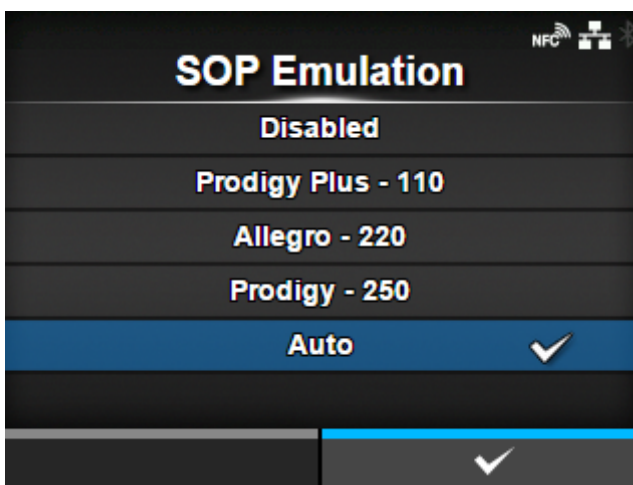 NFC
SOP Emulation
Disabled
Prodigy Plus - 110
Allegro - 220
Prodigy - 250
Auto